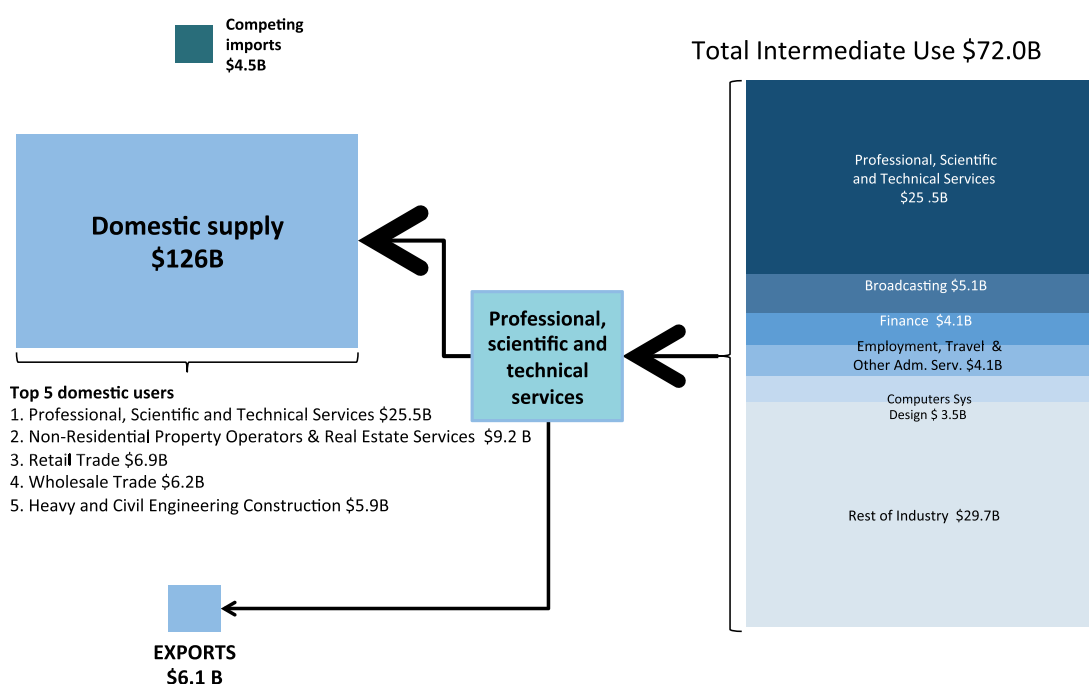 Competing
imports
$4.5B
Total Intermediate Use $72.0B
Domestic supply
$126B
Top 5 domestic users
1. Professional, Scientific and Technical Services $25.5B
2. Non-Residential Property Operators & Real Estate Services $9.2 B
3. Retail Trade $6.9B
4. Wholesale Trade $6.2B
5. Heavy and Civil Engineering Construction $5.9B
EXPORTS
$6.1 B
Professional,
scientific and
technical
services
Professional, Scientific
and Technical Services
$25 .5B
Broadcasting $5.1B
Finance $4.1B
Employment, Travel &
Other Adm. Serv. $4.1B
Computers Sys
Design $ 3.5B
Rest of Industry $29.7B